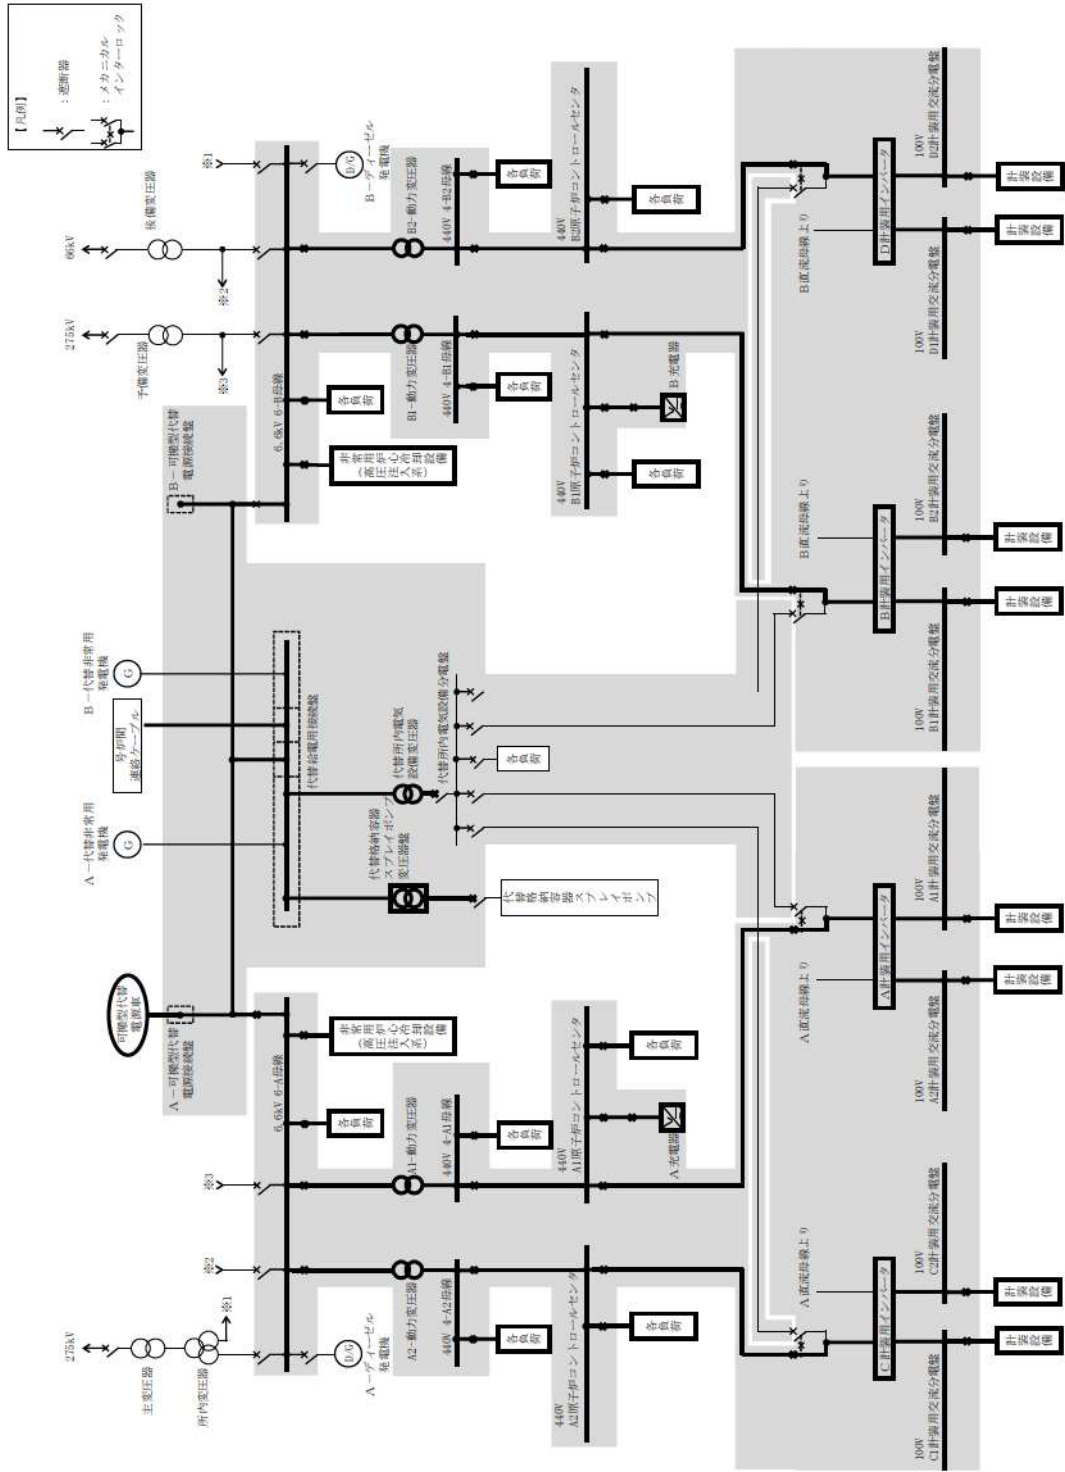 【凡例】
：遮断器
：メカニカル
インターロック
275kV
主変圧器
所内変圧器
※1
※2
※3
275kV
予備変圧器
※3
66kV
後備変圧器
※2
※1
可搬型代替
電源車
A－可搬型代替
電源接続盤
A－代替非常用
発電機
G
号炉間
連絡ケーブル
B－代替非常用
発電機
G
B－可搬型代替
電源接続盤
代替給電用接続盤
D/G
A－ディーゼル
発電機
6.6kV 6-A母線
各負荷
非常用炉心冷却設備
（高圧注入系）
6.6kV 6-B母線
非常用炉心冷却設備
（高圧注入系）
各負荷
D/G
B－ディーゼル
発電機
A2-動力変圧器
440V 4-A2母線
各負荷
A1-動力変圧器
440V 4-A1母線
各負荷
代替格納容器
スプレイポンプ
変圧器盤
代替格納容器スプレイポンプ
代替所内電気
設備変圧器
代替所内電気設備分電盤
各負荷
B1-動力変圧器
440V 4-B1母線
各負荷
B2-動力変圧器
440V 4-B2母線
各負荷
440V
A2原子炉コントロールセンタ
各負荷
440V
A1原子炉コントロールセンタ
A充電器
各負荷
440V
B1原子炉コントロールセンタ
各負荷
B充電器
440V
B2原子炉コントロールセンタ
各負荷
A直流母線より
C計装用インバータ
100V
C1計装用交流分電盤
計装設備
100V
C2計装用交流分電盤
計装設備
A直流母線より
A計装用インバータ
100V
A2計装用交流分電盤
計装設備
100V
A1計装用交流分電盤
計装設備
B直流母線より
B計装用インバータ
100V
B1計装用交流分電盤
計装設備
100V
B2計装用交流分電盤
計装設備
B直流母線より
D計装用インバータ
100V
D1計装用交流分電盤
計装設備
100V
D2計装用交流分電盤
計装設備